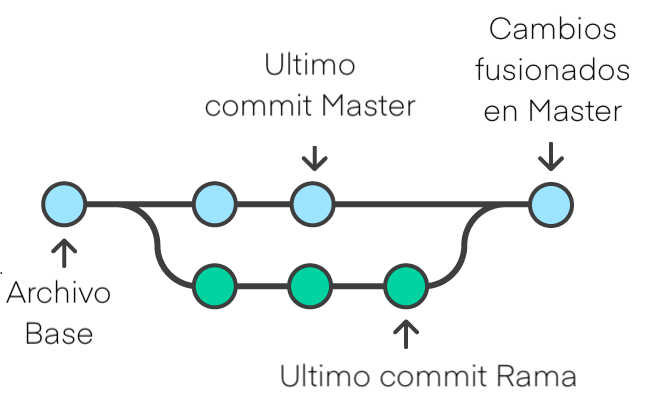 Cambios
fusionados
en Master
Ultimo
commit Master
Archivo
Base
Ultimo commit Rama